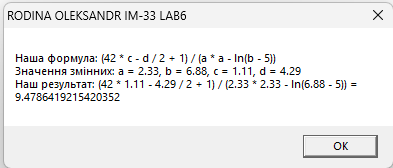 RODINA OLEKSANDR IM-33 LAB6
Наша формула: (42 * c - d / 2 + 1) / (a * a - ln(b - 5))
Значення змінних: a = 2.33, b = 6.88, c = 1.11, d = 4.29
Наш результат: (42 * 1.11 - 4.29 / 2 + 1) / (2.33 * 2.33 - ln(6.88 - 5)) =
9.4786419215420352
OK